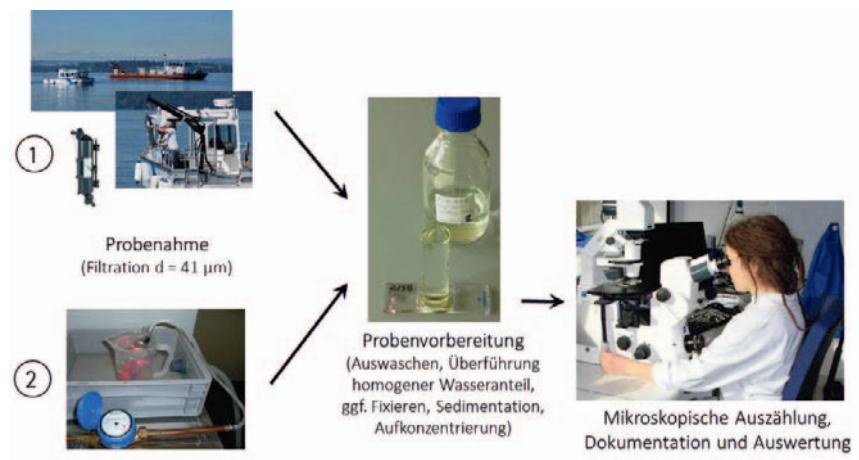 1
Probenahme
(Filtration d = 41 µm)
2
Probenvorbereitung
(Auswaschen, Überführung
homogener Wasseranteil,
ggf. Fixieren, Sedimentation,
Aufkonzentrierung)
Mikroskopische Auszählung,
Dokumentation und Auswertung